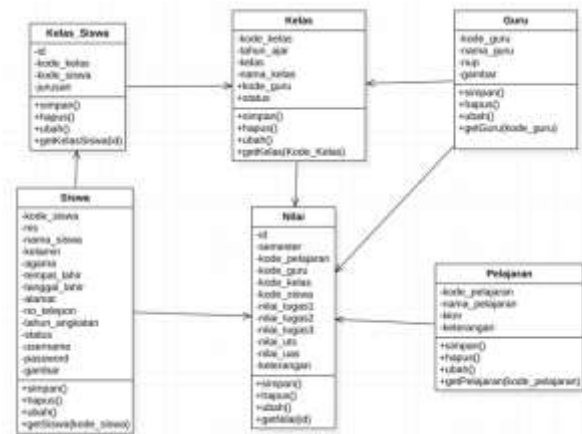 Kelas_Siswa
-id
-kode_kelas
-kode_siswa
-jurusan
+simpan()
+hapus()
+ubah()
+getKelasSiswa(id)
Kelas
-kode_kelas
-tahun_ajar
-kelas
-nama_kelas
+kode_guru
+status
+simpan()
+hapus()
+ubah()
+getKelas(Kode_Kelas)
Guru
-kode_guru
-nama_guru
-nip
-gambar
+simpan()
+hapus()
+ubah()
+getGuru(kode_guru)
Siswa
-kode_siswa
-nis
-nama_siswa
-kelamin
-agama
-tempat_lahir
-tanggal_lahir
-alamat
-no_telepon
-tahun_angkatan
-status
-username
-password
-gambar
+simpan()
+hapus()
+ubah()
+getSiswa(kode_siswa)
Nilai
-id
-semester
-kode_pelajaran
-kode_guru
-kode_kelas
-kode_siswa
-nilai_tugas1
-nilai_tugas2
-nilai_tugas3
-nilai_uts
-nilai_uas
-keterangan
+simpan()
+hapus()
+ubah()
+getNilai(id)
Pelajaran
-kode_pelajaran
-nama_pelajaran
-keterangan
+simpan()
+hapus()
+ubah()
+getPelajaran(kode_pelajaran)